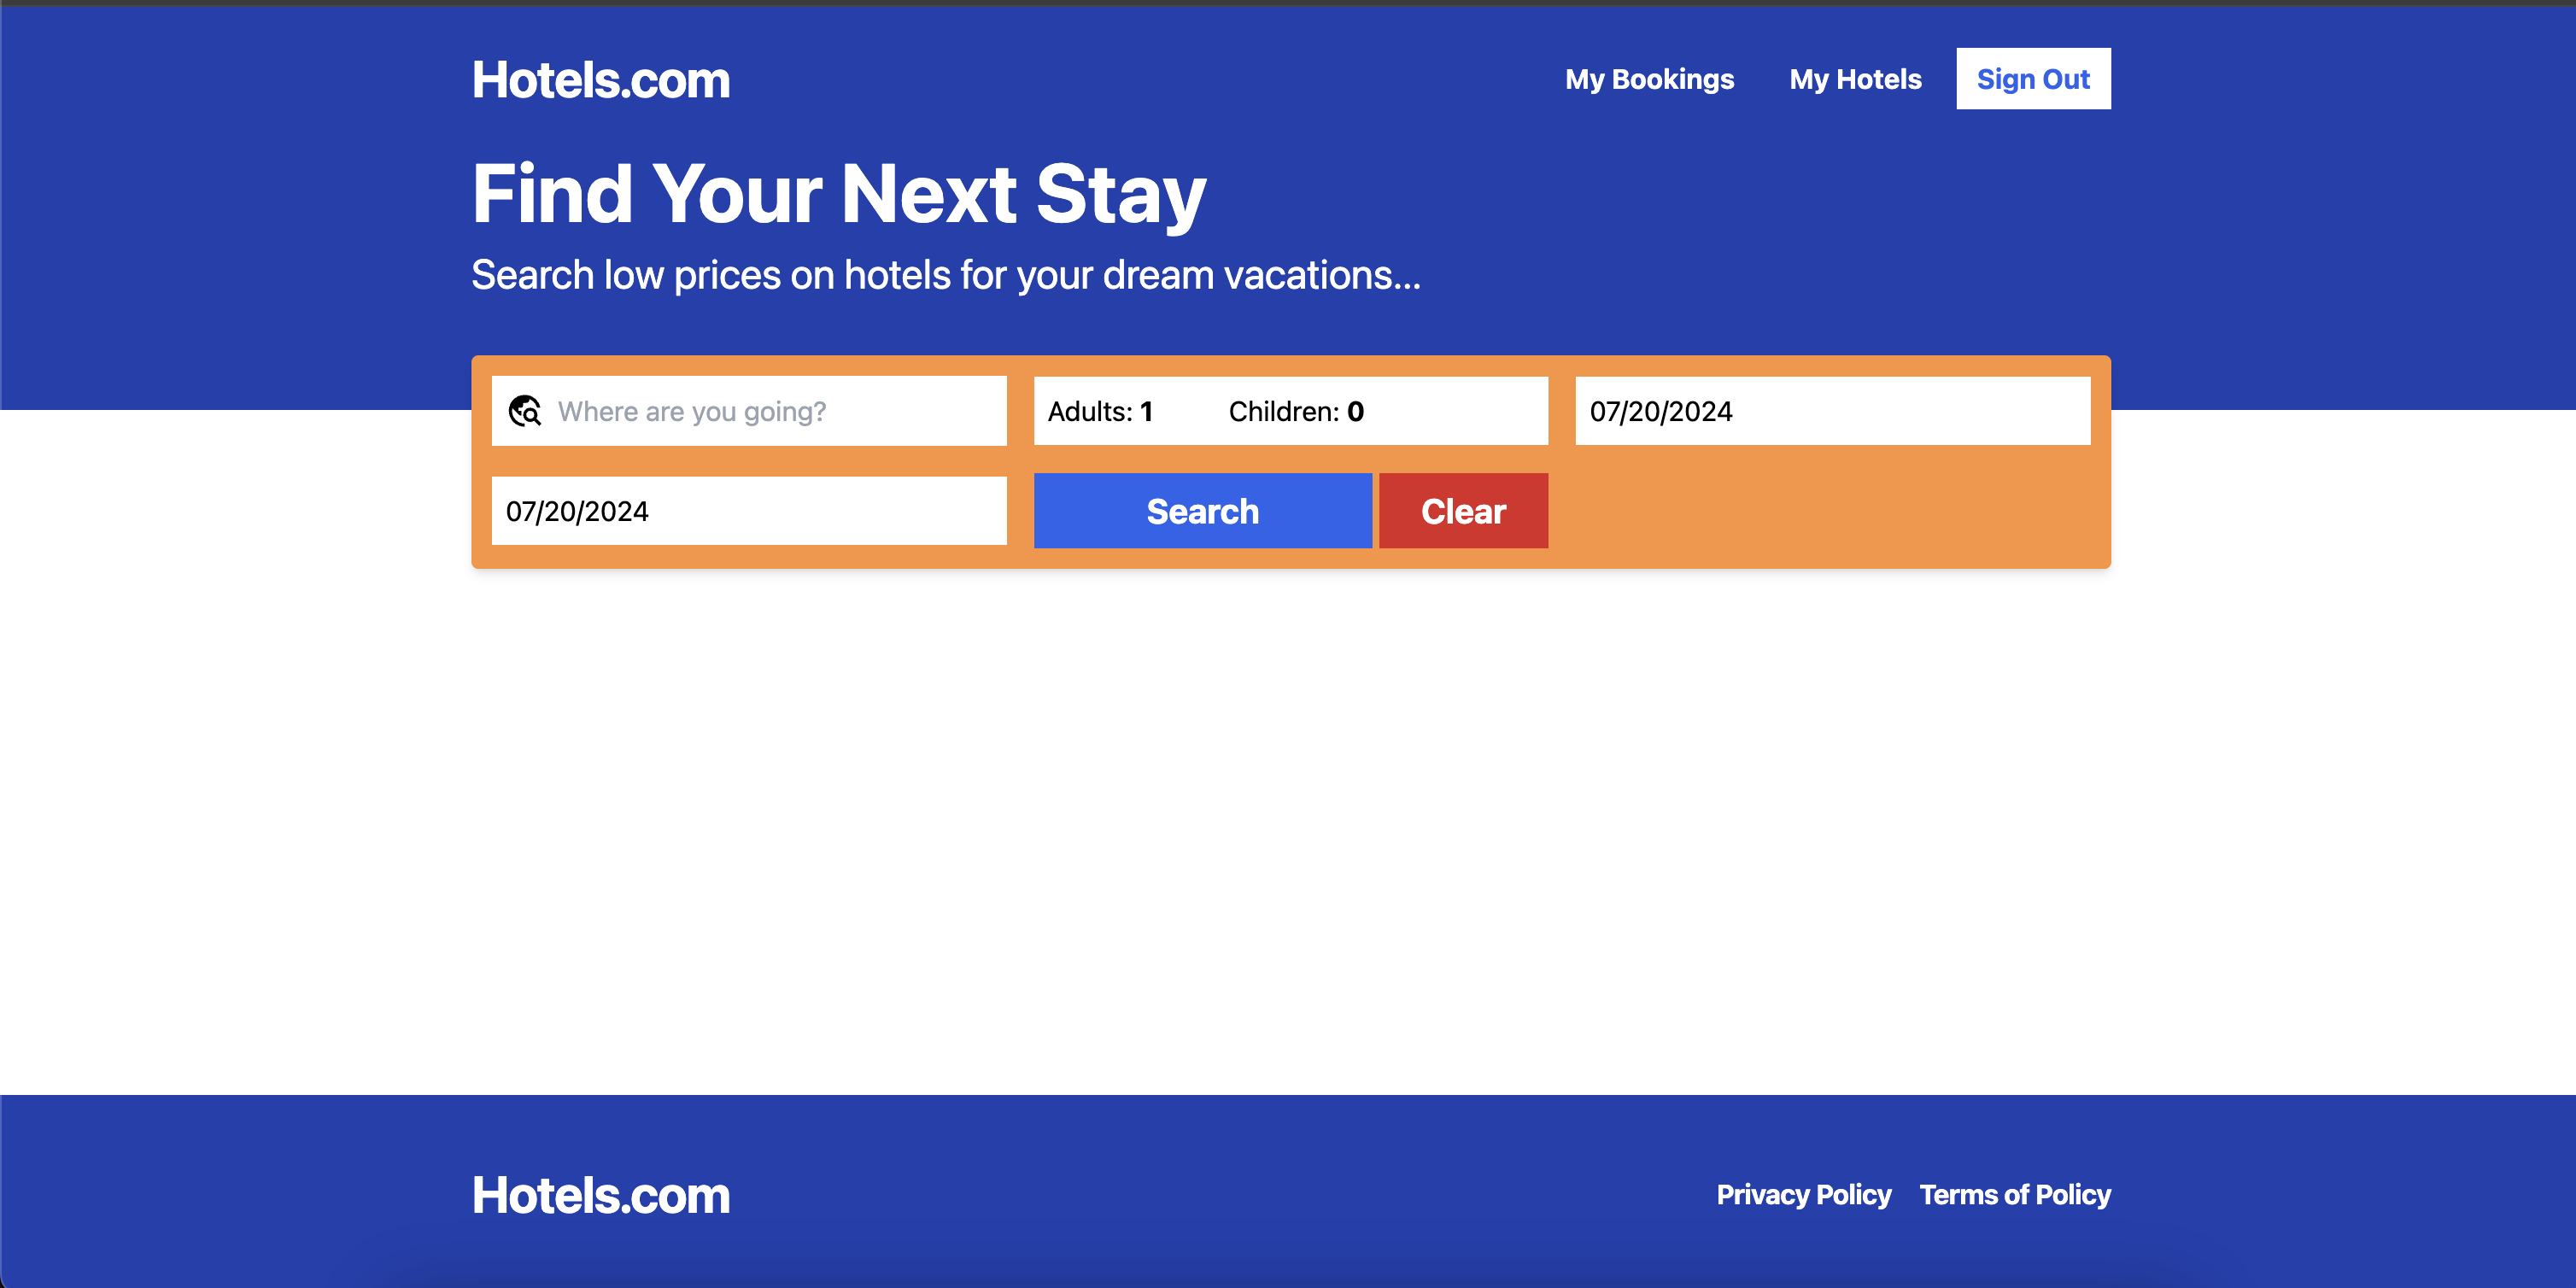 Hotels.com
My Bookings My Hotels Sign Out
Find Your Next Stay
Search low prices on hotels for your dream vacations...
Where are you going? Adults: 1 Children: 0 07/20/2024
07/20/2024 Search Clear
Hotels.com
Privacy Policy Terms of Policy